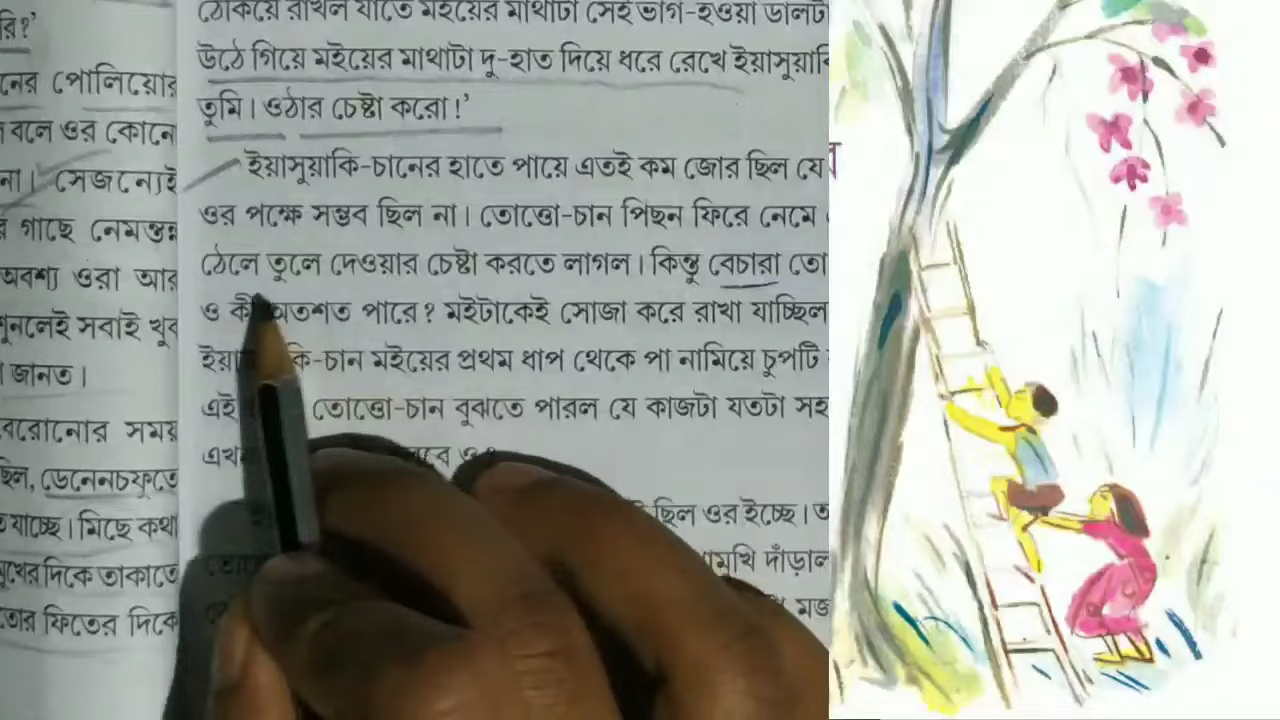 রি?'
নের পোলিয়োর
বলে ওর কোনে
না। সেজন্যেই
গাছে নেমন্তন্ন
অবশ্য ওরা আর
শুনলেই সবাই খুব
জানত।
বেরোনোর সময়
ছিল, ডেনেনচফুতে
যাচ্ছে। মিছে কথা
মুখের দিকে তাকাতে
তোর ফিতের দিকে
ঠেকিয়ে রাখল যাতে মইয়ের মাথাটা সেই ভাগ-হওয়া ডালটা
উঠে গিয়ে মইয়ের মাথাটা দু-হাত দিয়ে ধরে রেখে ইয়াসুয়াকি
তুমি। ওঠার চেষ্টা করো!'
ইয়াসুয়াকি-চানের হাতে পায়ে এতই কম জোর ছিল যে
ওর পক্ষে সম্ভব ছিল না। তোত্তো-চান পিছন ফিরে নেমে
ঠেলে তুলে দেওয়ার চেষ্টা করতে লাগল। কিন্তু বেচারা তো
ও অতশত পারে? মইটাকেই সোজা করে রাখা যাচ্ছিল
কি-চান মইয়ের প্রথম ধাপ থেকে পা নামিয়ে চুপটি
এই তোত্তো-চান বুঝতে পারল যে কাজটা যতটা সহ
ছিল ওর ইচ্ছে। ত
দাঁড়াল
মজ